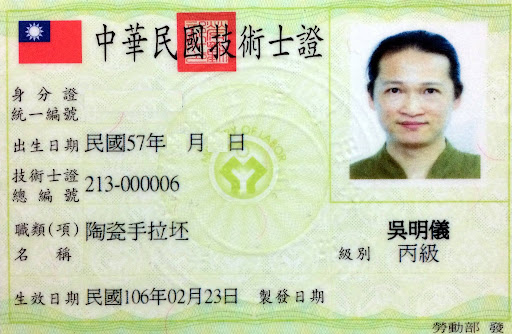 中華民國技術士證
身分證
統一編號
出生日期 民國57年 月 日
技術士證
總編號 213-000006
職類(項)
名稱 陶瓷手拉坯
吳明儀
級別 丙級
生效日期 民國106年02月23日 製發日期
勞動部 發